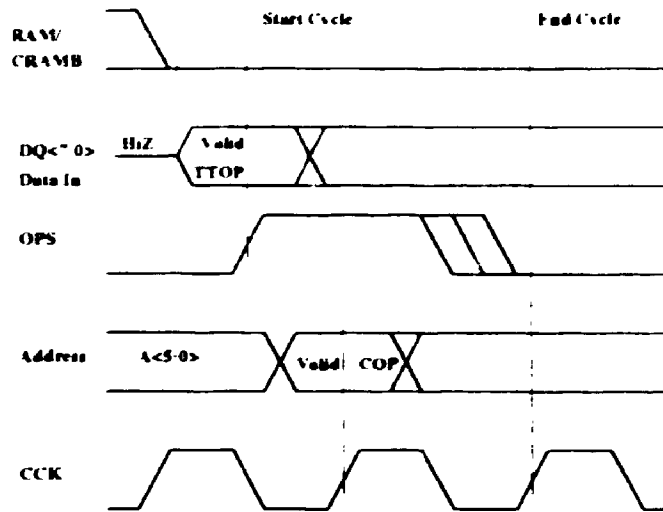 Start Cycle End Cycle
RAM/
CRAMB
DQ<7 0> HiZ Valid
TTOP
Data In
OPS
Address A<5:0> Valid COP
CCK